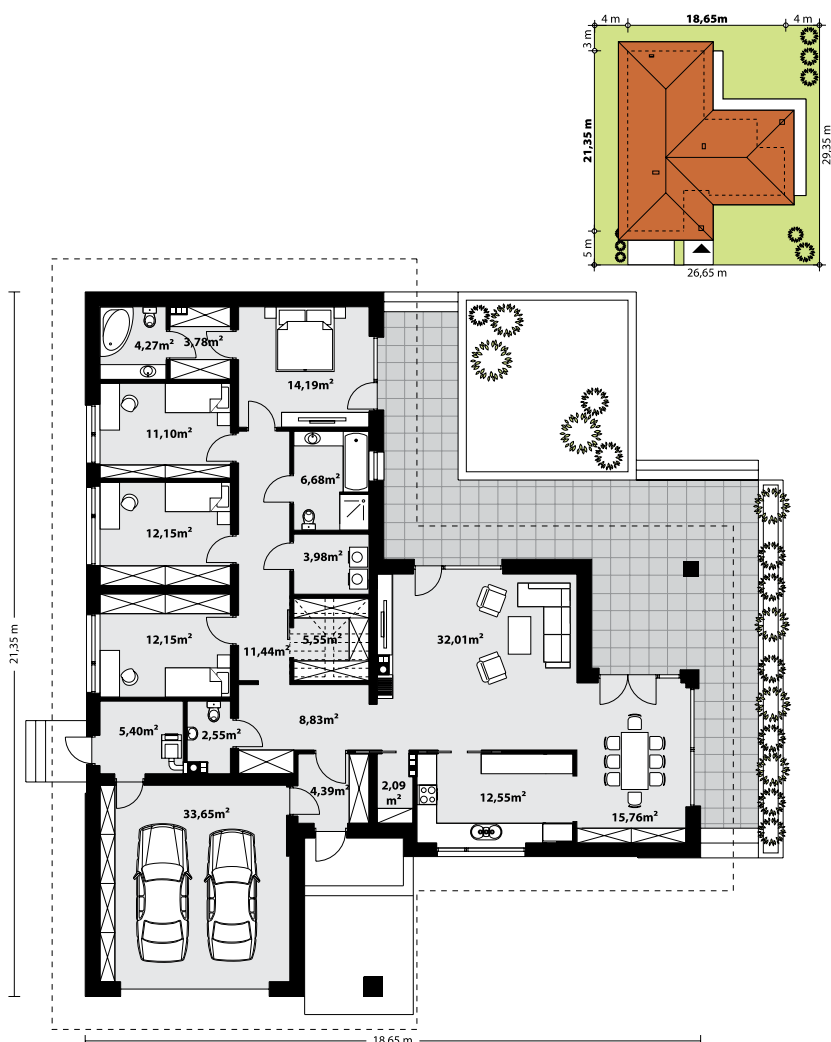 4 m
18,65m
4 m
3 m
21,35 m
29,35 m
5 m
26,65 m
4,27m²
3,78m²
14,19m²
11,10m²
6,68m²
12,15m²
3,98m²
12,15m²
11,44m²
5,55m²
32,01m²
21,35 m
5,40m²
2,55m²
8,83m²
4,39m²
2,09
m²
12,55m²
15,76m²
33,65m²
18,65 m